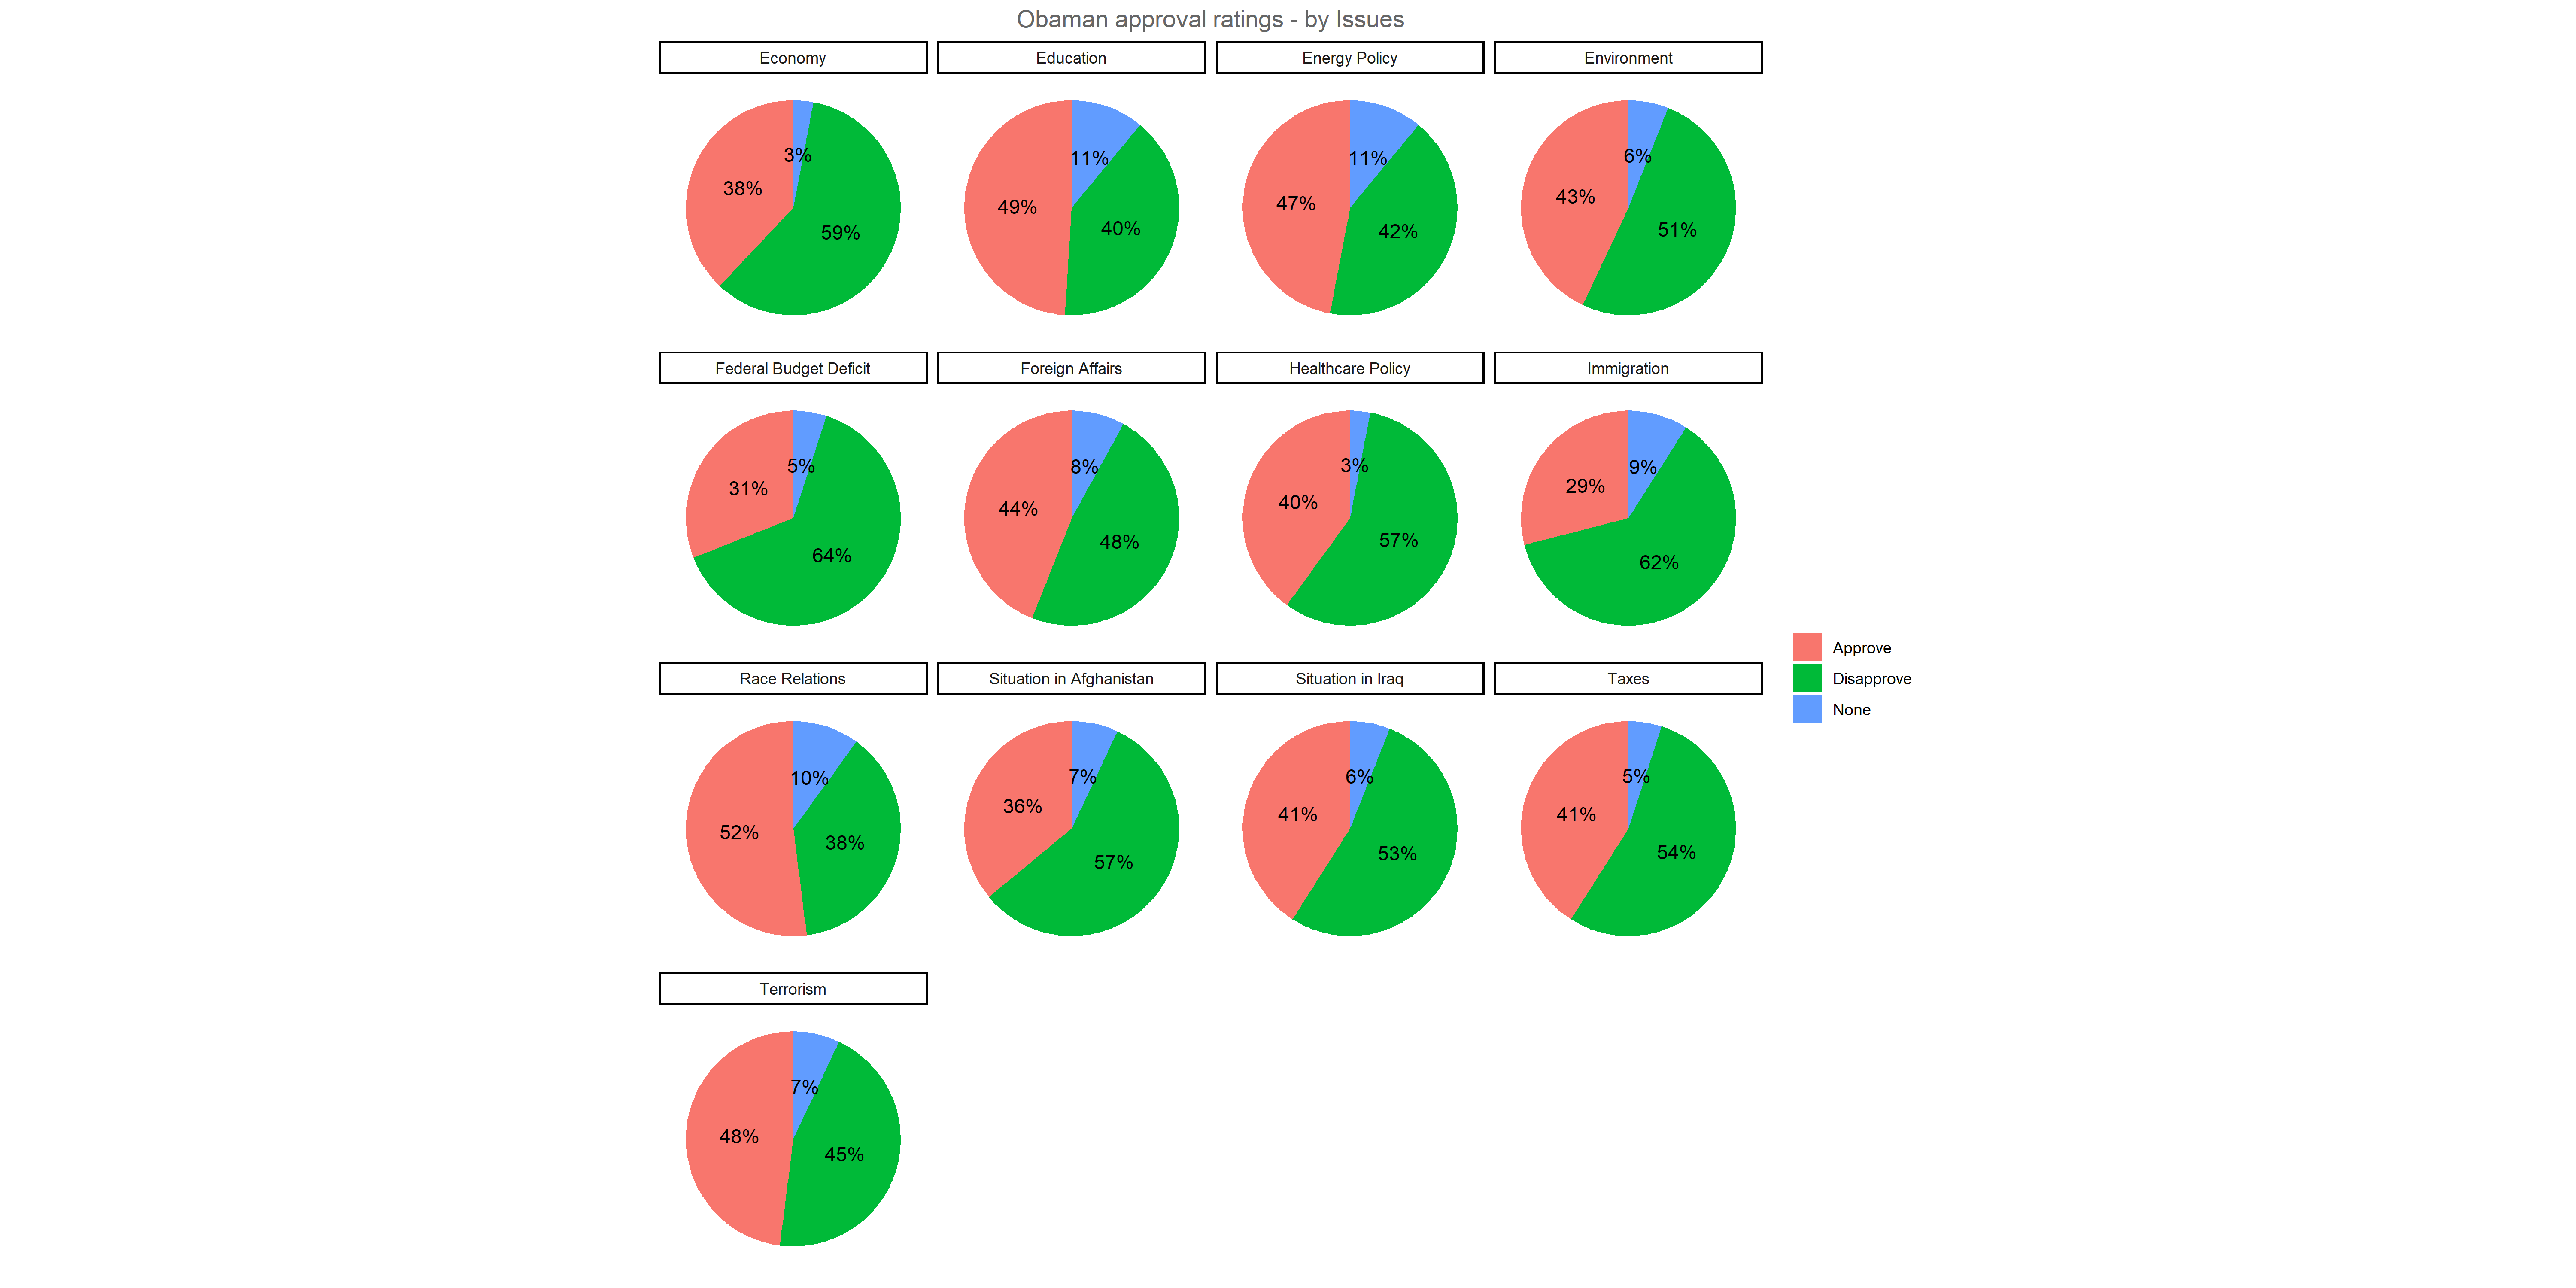 Obaman approval ratings - by Issues
Economy
Education
Energy Policy
Environment
3%
38%
59%
11%
49%
40%
11%
47%
42%
6%
43%
51%
Federal Budget Deficit
Foreign Affairs
Healthcare Policy
Immigration
5%
31%
64%
8%
44%
48%
3%
40%
57%
9%
29%
62%
Race Relations
Situation in Afghanistan
Situation in Iraq
Taxes
10%
52%
38%
7%
36%
57%
6%
41%
53%
5%
41%
54%
Terrorism
7%
48%
45%
Approve
Disapprove
None